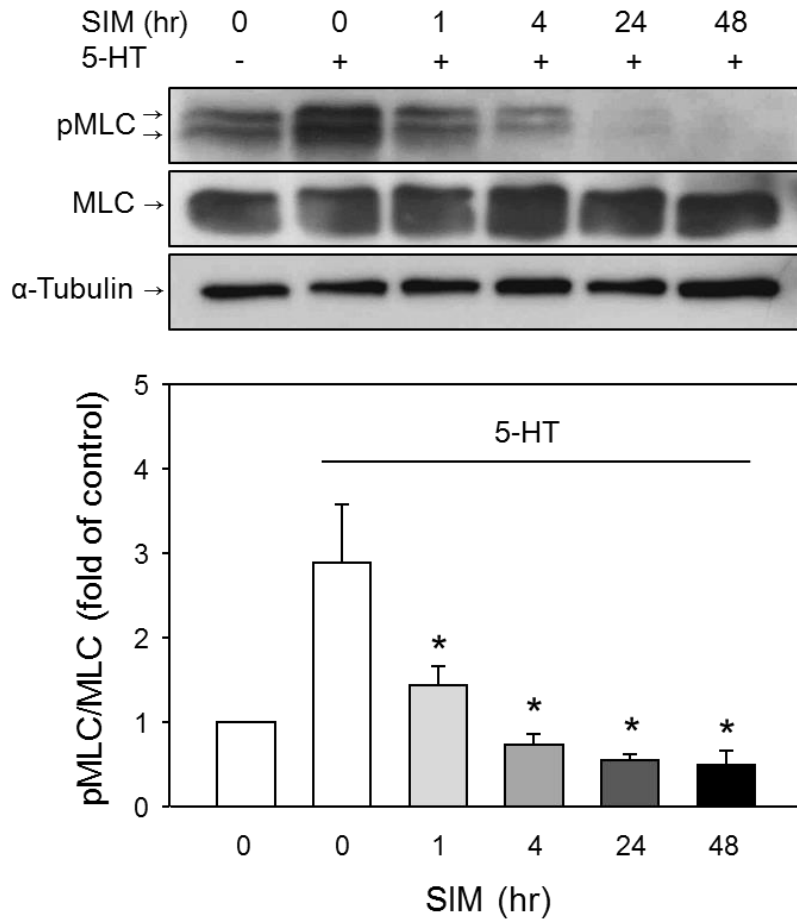 SIM (hr) 0 0 1 4 24 48
5-HT - + + + + +
pMLC → →
MLC →
α-Tubulin →
5
5-HT
4
3
2
1
0
* * * *
pMLC/MLC (fold of control)
0 0 1 4 24 48
SIM (hr)